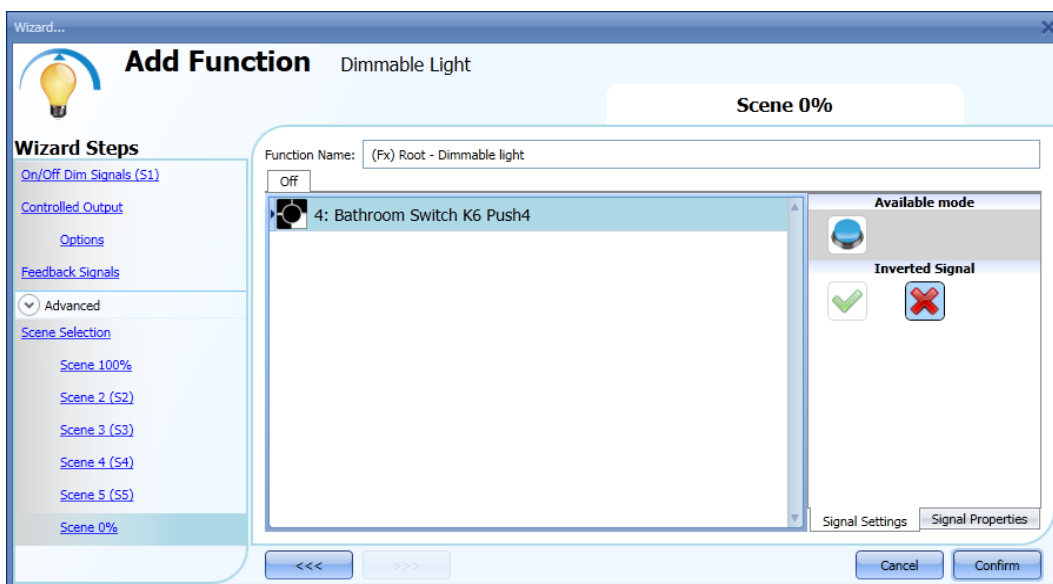 Wizard...
Add Function Dimmable Light
Scene 0%
Wizard Steps
On/Off Dim Signals (S1)
Controlled Output
Options
Feedback Signals
Advanced
Scene Selection
Scene 100%
Scene 2 (S2)
Scene 3 (S3)
Scene 4 (S4)
Scene 5 (S5)
Scene 0%
Function Name: (Fx) Root - Dimmable light
Off
4: Bathroom Switch K6 Push4
Available mode
Inverted Signal
Signal Settings Signal Properties
<<< >>> Cancel Confirm